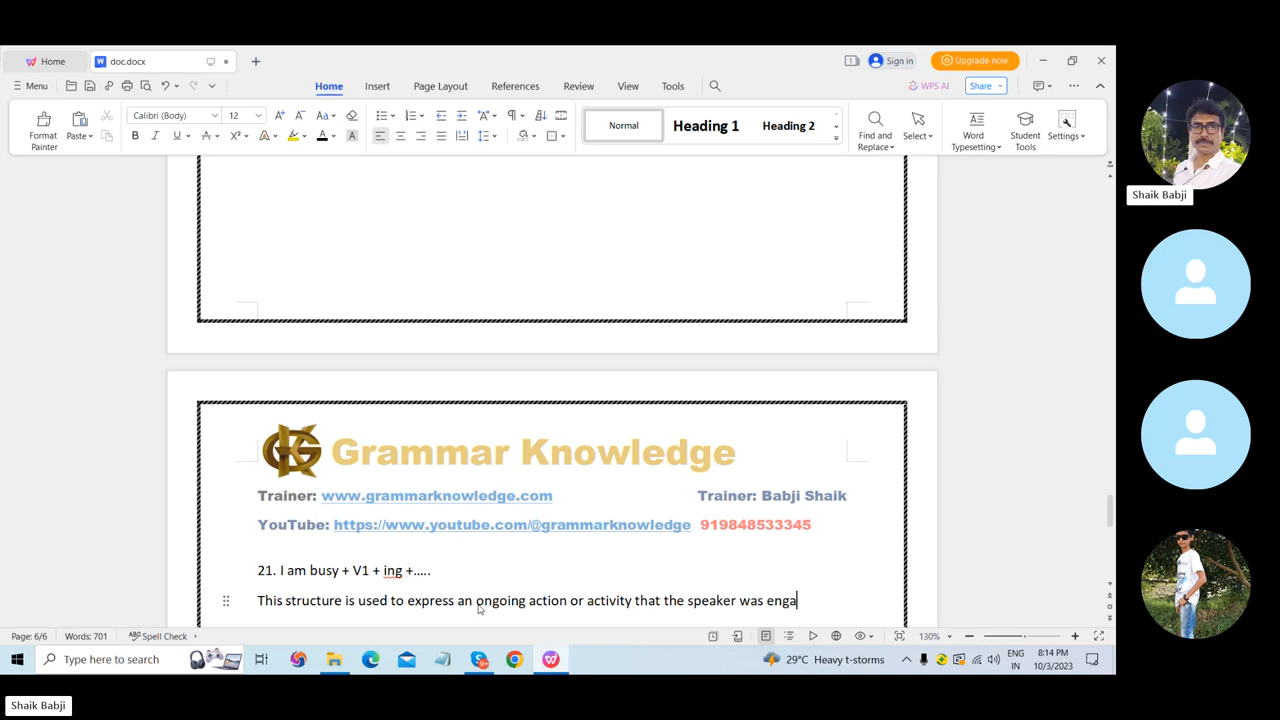 Home doc.docx + 1 Sign in Upgrade now
Menu Home Insert Page Layout References Review View Tools WPS AI Share
Format Painter Paste Calibri (Body) 12 Normal Heading 1 Heading 2 Find and Replace Select Word Typesetting Student Tools Settings
Shaik Babji
Grammar Knowledge
Trainer: www.grammarknowledge.com Trainer: Babji Shaik
YouTube: https://www.youtube.com/@grammarknowledge 919848533345
21. I am busy + V1 + ing +.....
This structure is used to express an ongoing action or activity that the speaker was enga
Page: 6/6 Words: 701 Spell Check 130%
Type here to search 29°C Heavy t-storms ENG IN 8:14 PM 10/3/2023
Shaik Babji